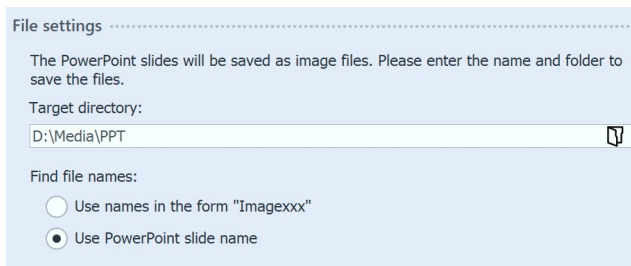 File settings
The PowerPoint slides will be saved as image files. Please enter the name and folder to
save the files.
Target directory:
D:\Media\PPT
Find file names:
Use names in the form "Imagexxx"
Use PowerPoint slide name